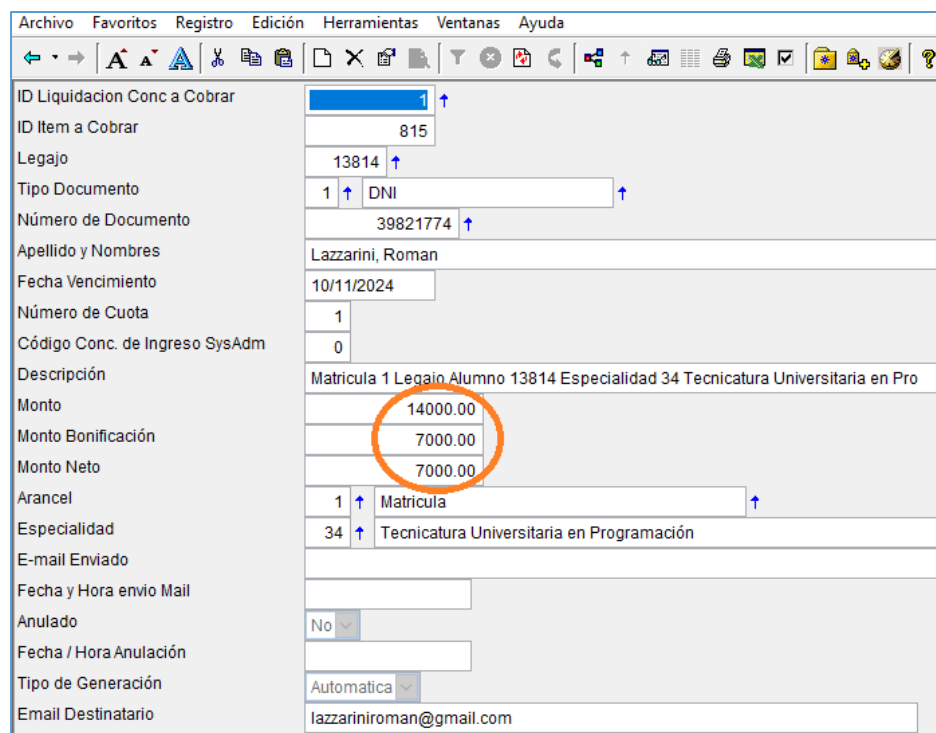 Archivo Favoritos Registro Edición Herramientas Ventanas Ayuda
ID Liquidacion Conc a Cobrar 1
ID Item a Cobrar 815
Legajo 13814
Tipo Documento 1 DNI
Número de Documento 39821774
Apellido y Nombres Lazzarini, Roman
Fecha Vencimiento 10/11/2024
Número de Cuota 1
Código Conc. de Ingreso SysAdm 0
Descripción Matricula 1 Legajo Alumno 13814 Especialidad 34 Tecnicatura Universitaria en Pro
Monto 14000.00
Monto Bonificación 7000.00
Monto Neto 7000.00
Arancel 1 Matricula
Especialidad 34 Tecnicatura Universitaria en Programación
E-mail Enviado
Fecha y Hora envio Mail
Anulado No
Fecha / Hora Anulación
Tipo de Generación Automatica
Email Destinatario lazzariniroman@gmail.com